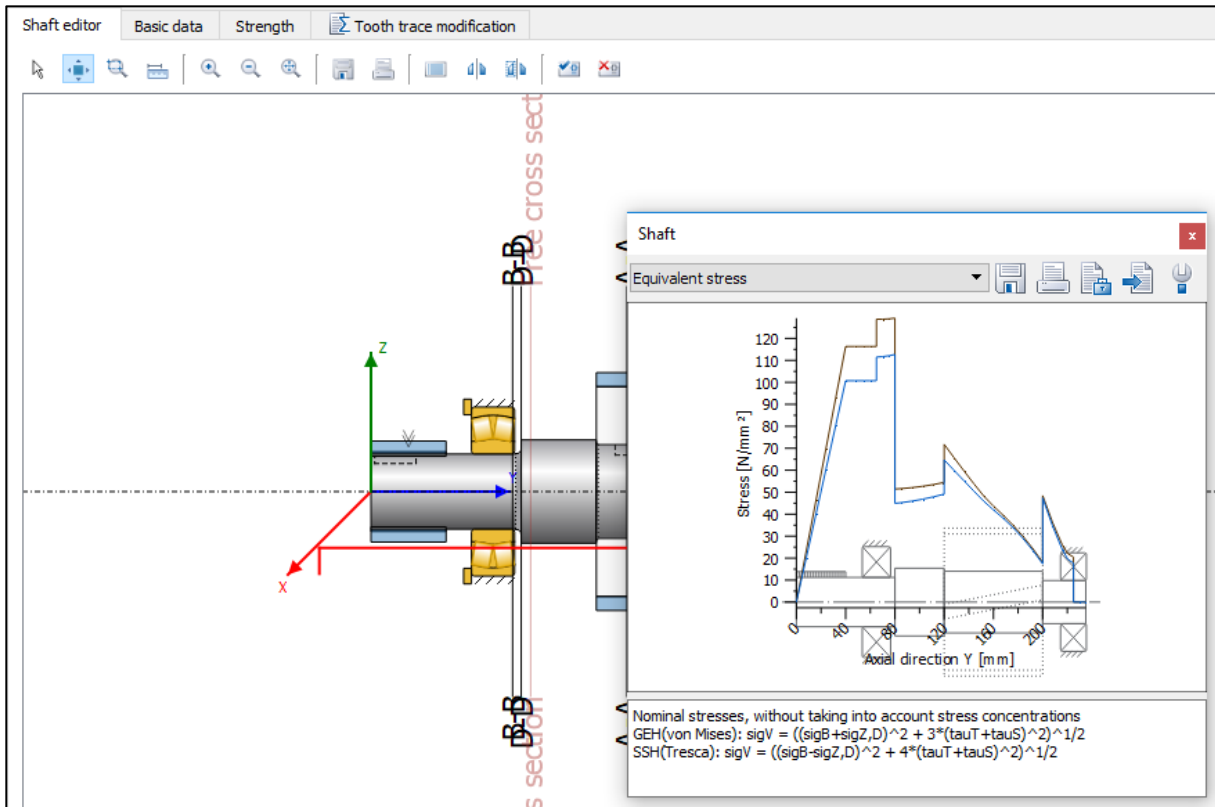 Shaft editor
Basic data
Strength
Tooth trace modification
Free cross sect
B-B
D-D
<
<
Shaft
x
Equivalent stress
Z
Y
X
Stress [N/mm ²]
120
110
100
90
80
70
60
50
40
30
20
10
0
0
40
80
120
160
200
Axial direction Y [mm]
B-B
D-D
<
<
s section
Nominal stresses, without taking into account stress concentrations
GEH(von Mises): sigV = ((sigB+sigZ,D)^2 + 3*(tauT+tauS)^2)^1/2
SSH(Tresca): sigV = ((sigB-sigZ,D)^2 + 4*(tauT+tauS)^2)^1/2